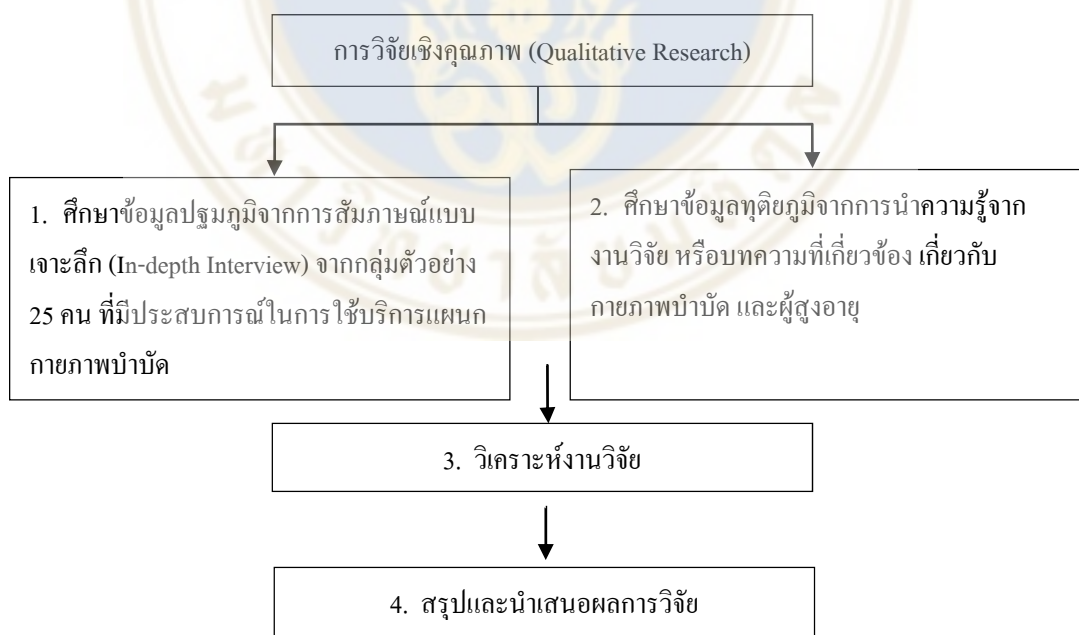 การวิจัยเชิงคุณภาพ (Qualitative Research)
1. ศึกษาข้อมูลปฐมภูมิจากการสัมภาษณ์แบบ
เจาะลึก (In-depth Interview) จากกลุ่มตัวอย่าง
25 คน ที่มีประสบการณ์ในการใช้บริการแผนก
กายภาพบำบัด
2. ศึกษาข้อมูลทุติยภูมิจากการนำความรู้จาก
งานวิจัย หรือบทความที่เกี่ยวข้อง เกี่ยวกับ
กายภาพบำบัด และผู้สูงอายุ
3. วิเคราะห์งานวิจัย
4. สรุปและนำเสนอผลการวิจัย